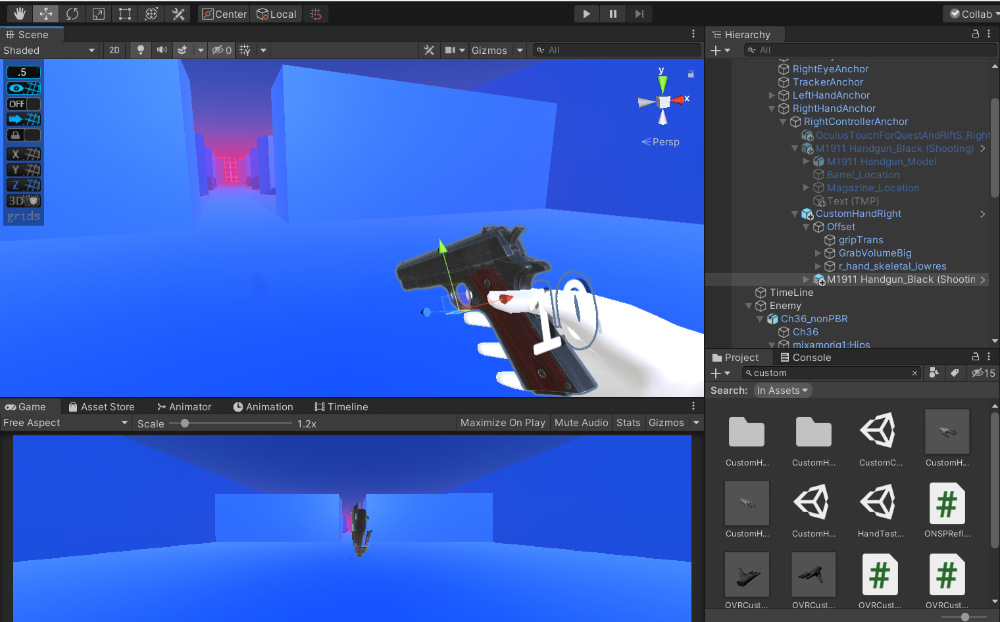 Center
Local
Collab
Scene
Shaded
2D
0
Gizmos
All
.5
OFF
X
Y
Z
3D
grids
y
x
Persp
10
Hierarchy
All
RightEyeAnchor
TrackerAnchor
LeftHandAnchor
RightHandAnchor
RightControllerAnchor
OculusTouchForQuestAndRiftS_Right
M1911 Handgun_Black (Shooting)
M1911 Handgun_Model
Barrel_Location
Magazine_Location
Text (TMP)
CustomHandRight
Offset
gripTrans
GrabVolumeBig
r_hand_skeletal_lowres
M1911 Handgun_Black (Shootin
TimeLine
Enemy
Ch36_nonPBR
Ch36
mixamorig1:Hips
Game
Asset Store
Animator
Animation
Timeline
Free Aspect
Scale
1.2x
Maximize On Play
Mute Audio
Stats
Gizmos
Project
Console
custom
15
Search:
In Assets
CustomH...
CustomH...
CustomC...
CustomH...
CustomH...
CustomH...
HandTest...
ONSPRefl...
OVRCust...
OVRCust...
OVRCust...
OVRCust...